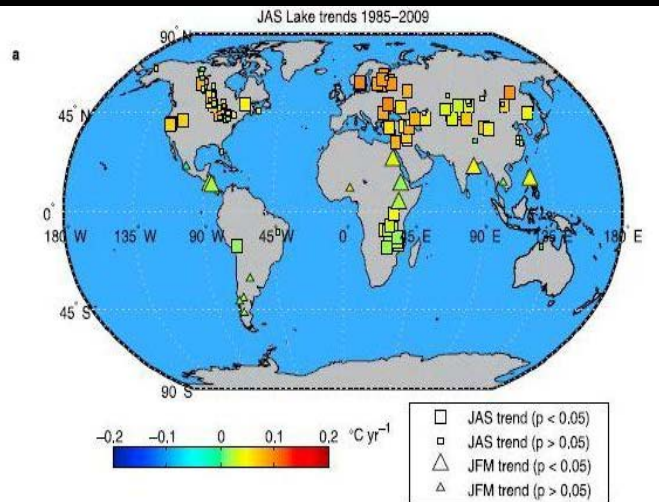 JAS Lake trends 1985–2009
a
90° N
45° N
0°
180° W 135° W 90° W 45° W 0° 45° E 90° E 135° E 180° E
45° S
90° S
−0.2 −0.1 0 0.1 0.2 °C yr⁻¹
JAS trend (p < 0.05)
JAS trend (p > 0.05)
JFM trend (p < 0.05)
JFM trend (p > 0.05)